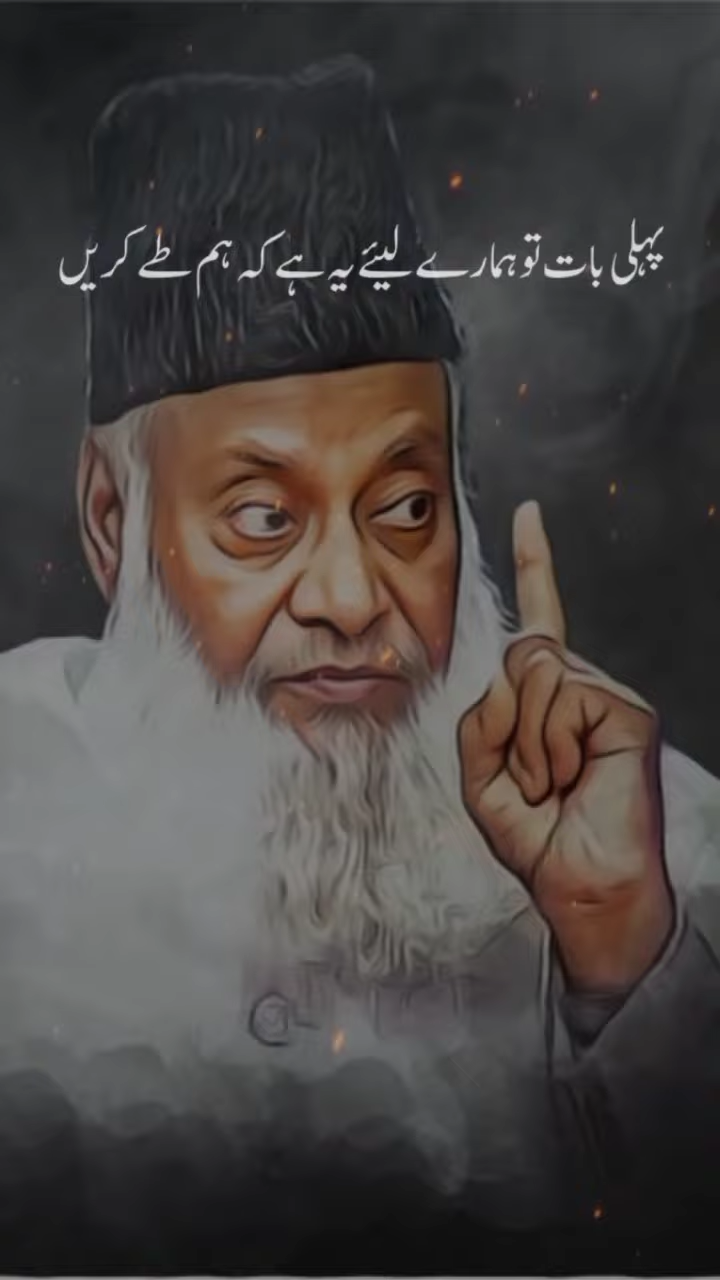 پہلی بات تو ہمارے لیئے یہ ہے کہ ہم طے کریں